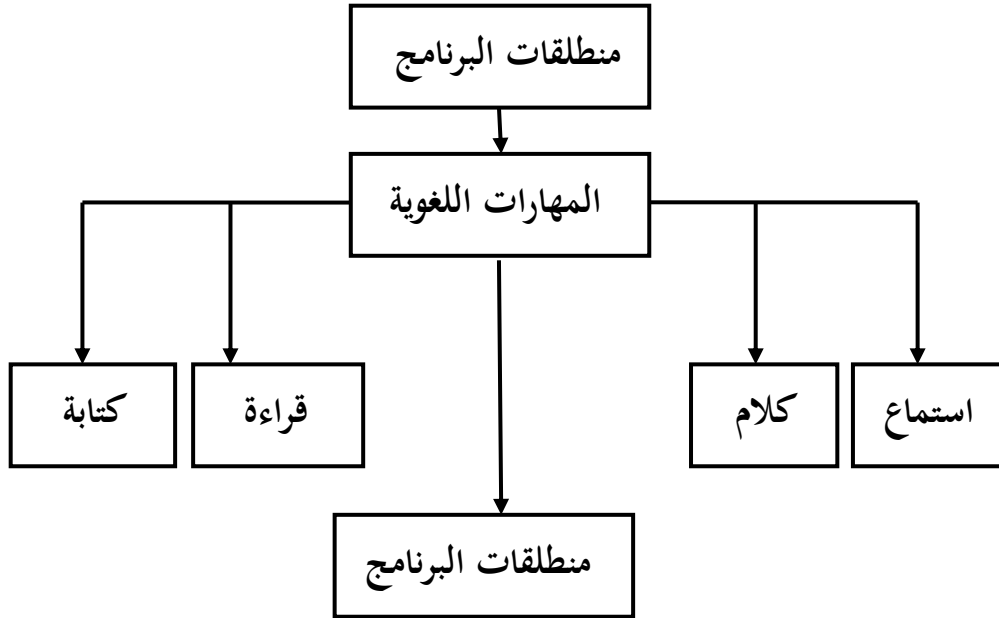 منطلقات البرنامج
المهارات اللغوية
استماع
كلام
قراءة
كتابة
منطلقات البرنامج